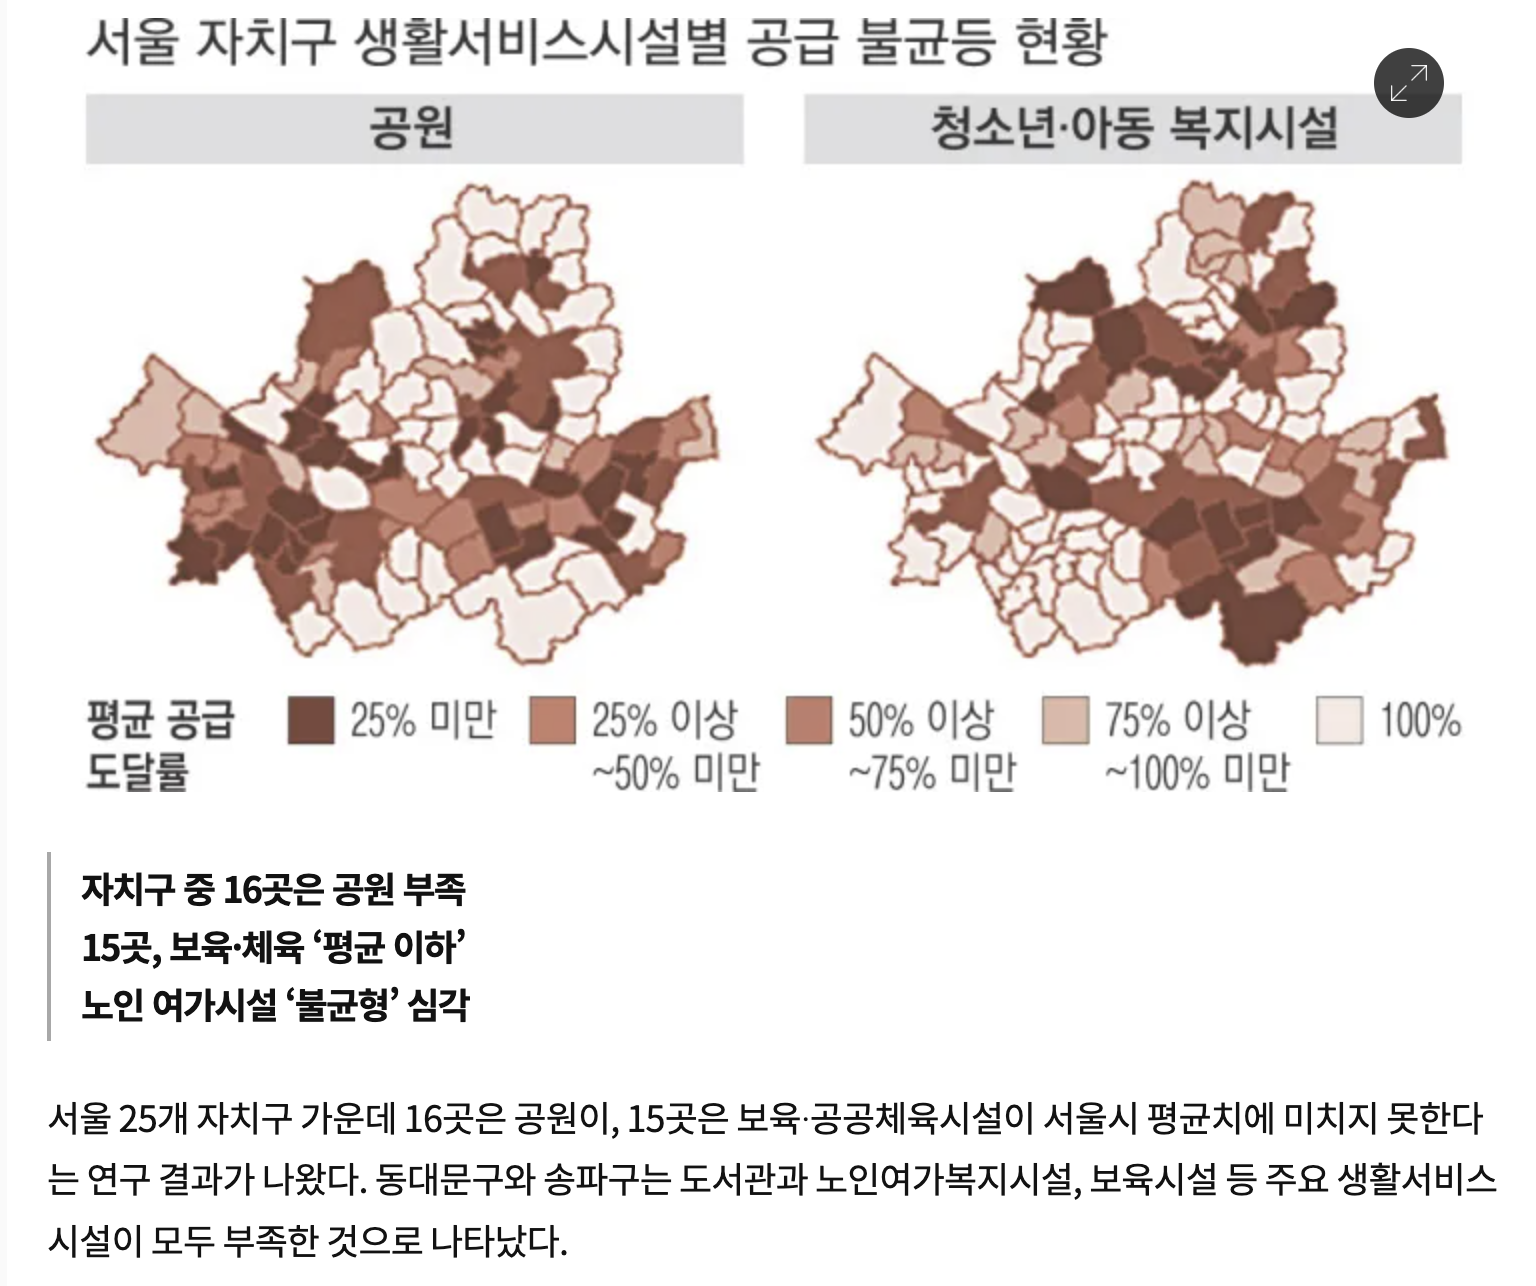 서울 자치구 생활서비스시설별 공급 불균등 현황
공원
청소년·아동 복지시설
평균 공급
도달률
25% 미만
25% 이상
~50% 미만
50% 이상
~75% 미만
75% 이상
~100% 미만
100%
자치구 중 16곳은 공원 부족
15곳, 보육·체육 ‘평균 이하’
노인 여가시설 ‘불균형’ 심각
서울 25개 자치구 가운데 16곳은 공원이, 15곳은 보육·공공체육시설이 서울시 평균치에 미치지 못한다
는 연구 결과가 나왔다. 동대문구와 송파구는 도서관과 노인여가복지시설, 보육시설 등 주요 생활서비스
시설이 모두 부족한 것으로 나타났다.